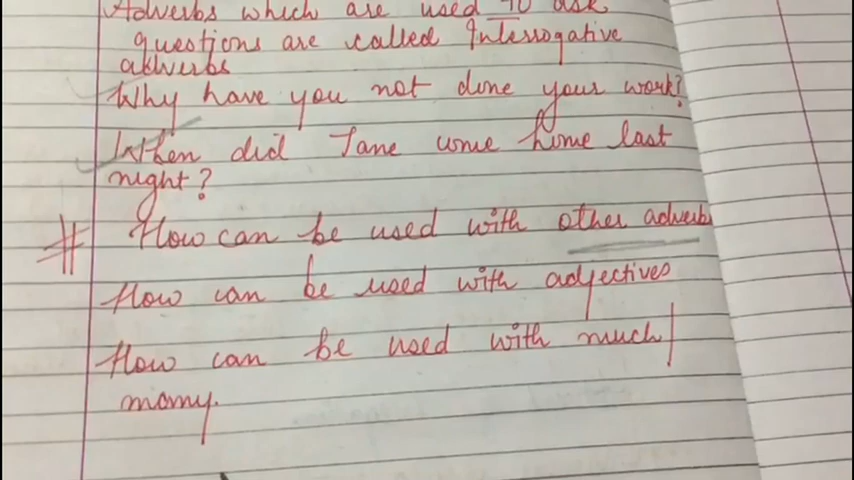 Adverbs which are used to ask
questions are called Interrogative
adverbs
Why have you not done your work?
When did Jane come home last
night?
# How can be used with other adverbs
How can be used with adjectives
How can be used with much/
many.